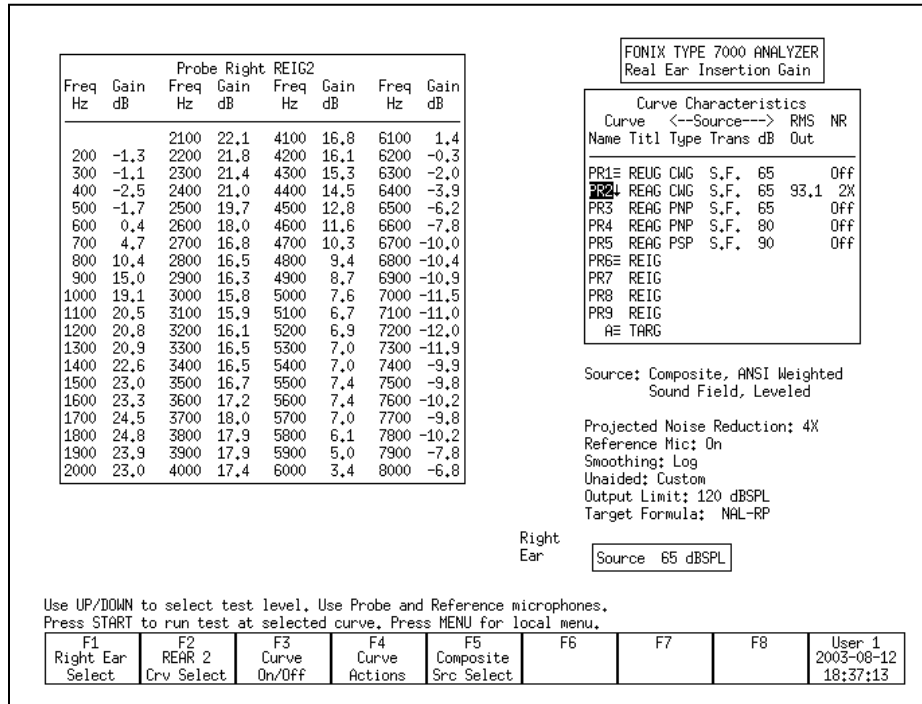 Probe Right REIG2
Freq Gain Freq Gain Freq Gain Freq Gain
Hz dB Hz dB Hz dB Hz dB
2100 22.1 4100 16.8 6100 1.4
200 -1.3 2200 21.8 4200 16.1 6200 -0.3
300 -1.1 2300 21.4 4300 15.3 6300 -2.0
400 -2.5 2400 21.0 4400 14.5 6400 -3.9
500 -1.7 2500 19.7 4500 12.8 6500 -6.2
600 0.4 2600 18.0 4600 11.6 6600 -7.8
700 4.7 2700 16.8 4700 10.3 6700 -10.0
800 10.4 2800 16.5 4800 9.4 6800 -10.4
900 15.0 2900 16.3 4900 8.7 6900 -10.9
1000 19.1 3000 15.8 5000 7.6 7000 -11.5
1100 20.5 3100 15.9 5100 6.7 7100 -11.0
1200 20.8 3200 16.1 5200 6.9 7200 -12.0
1300 20.9 3300 16.5 5300 7.0 7300 -11.9
1400 22.6 3400 16.5 5400 7.0 7400 -9.9
1500 23.0 3500 16.7 5500 7.4 7500 -9.8
1600 23.3 3600 17.2 5600 7.4 7600 -10.2
1700 24.5 3700 18.0 5700 7.0 7700 -9.8
1800 24.8 3800 17.9 5800 6.1 7800 -10.2
1900 23.9 3900 17.9 5900 5.0 7900 -7.8
2000 23.0 4000 17.4 6000 3.4 8000 -6.8
FONIX TYPE 7000 ANALYZER
Real Ear Insertion Gain
Curve Characteristics
Curve <--Source---> RMS NR
Name Titl Type Trans dB Out
PR1≡ REUG CWG S.F. 65 Off
PR2↓ REAG CWG S.F. 65 93.1 2X
PR3 REAG PNP S.F. 65 Off
PR4 REAG PNP S.F. 80 Off
PR5 REAG PSP S.F. 90 Off
PR6≡ REIG
PR7 REIG
PR8 REIG
PR9 REIG
A≡ TARG
Source: Composite, ANSI Weighted
Sound Field, Leveled
Projected Noise Reduction: 4X
Reference Mic: On
Smoothing: Log
Unaided: Custom
Output Limit: 120 dBSPL
Target Formula: NAL-RP
Right
Ear
Source 65 dBSPL
Use UP/DOWN to select test level. Use Probe and Reference microphones.
Press START to run test at selected curve. Press MENU for local menu.
F1 F2 F3 F4 F5 F6 F7 F8 User 1
Right Ear REAR 2 Curve Curve Composite 2003-08-12
Select Crv Select On/Off Actions Src Select 18:37:13